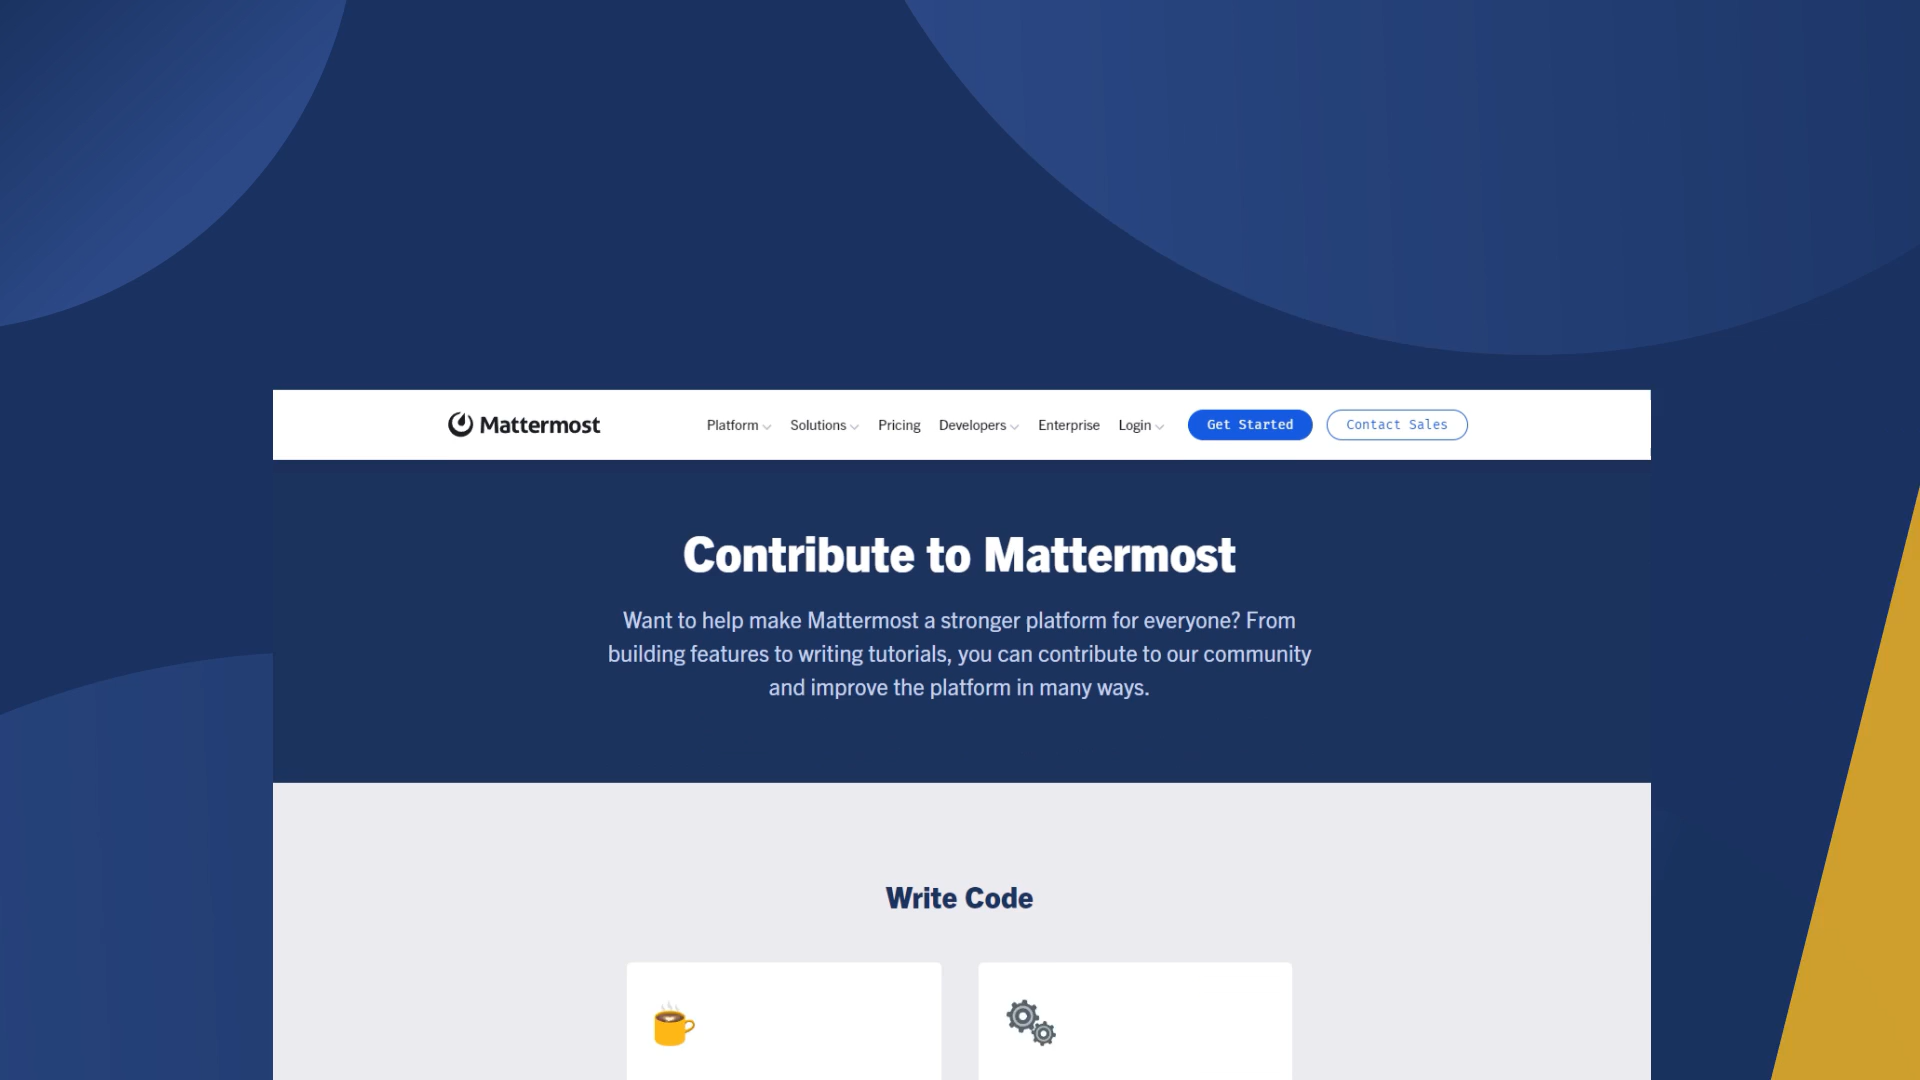 Mattermost
Platform Solutions Pricing Developers Enterprise Login Get Started Contact Sales
Contribute to Mattermost
Want to help make Mattermost a stronger platform for everyone? From
building features to writing tutorials, you can contribute to our community
and improve the platform in many ways.
Write Code